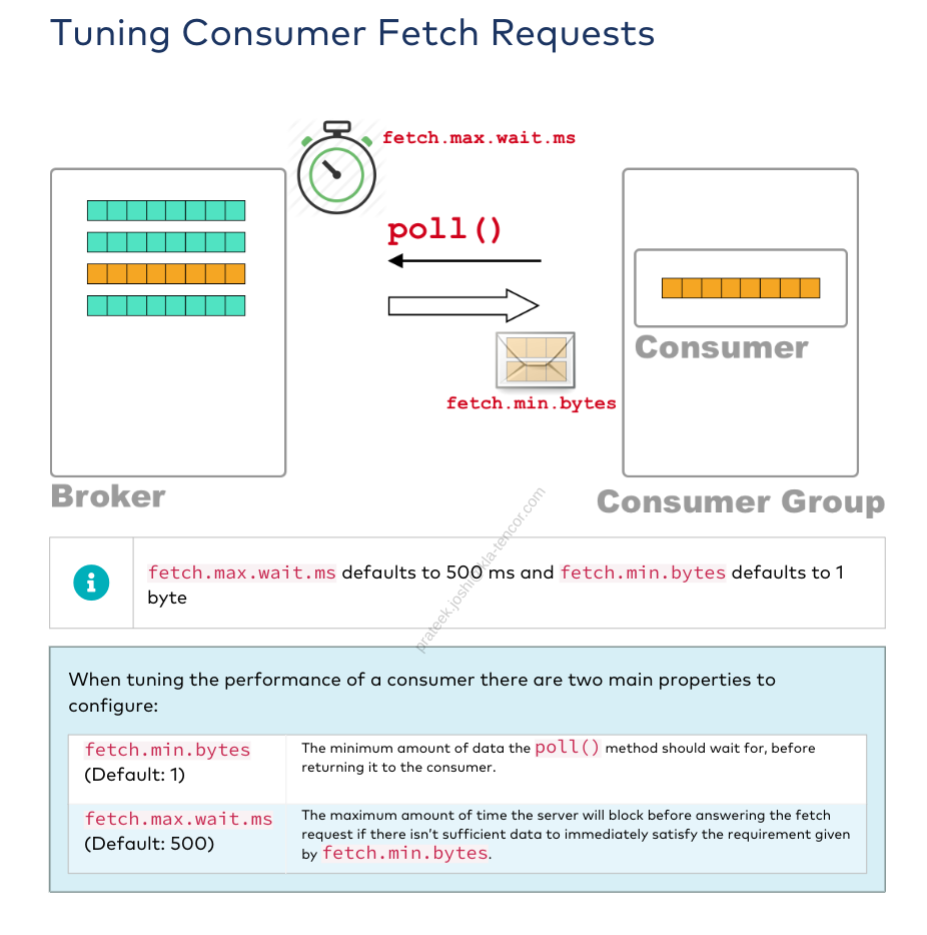 Tuning Consumer Fetch Requests
fetch.max.wait.ms
poll()
Consumer
fetch.min.bytes
Broker
Consumer Group
fetch.max.wait.ms defaults to 500 ms and fetch.min.bytes defaults to 1
byte
When tuning the performance of a consumer there are two main properties to
configure:
fetch.min.bytes
(Default: 1)
The minimum amount of data the poll() method should wait for, before
returning it to the consumer.
fetch.max.wait.ms
(Default: 500)
The maximum amount of time the server will block before answering the fetch
request if there isn't sufficient data to immediately satisfy the requirement given
by fetch.min.bytes.